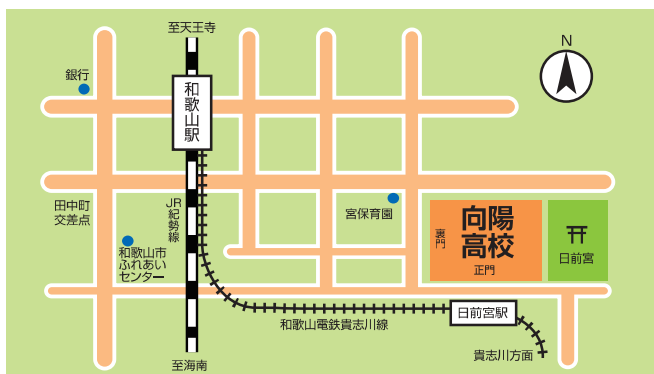 至天王寺
N
銀行
和歌山駅
田中町
交差点
JR紀勢線
宮保育園
向陽
高校
裏門
正門
日前宮
和歌山市
ふれあい
センター
日前宮駅
和歌山電鉄貴志川線
貴志川方面
至海南